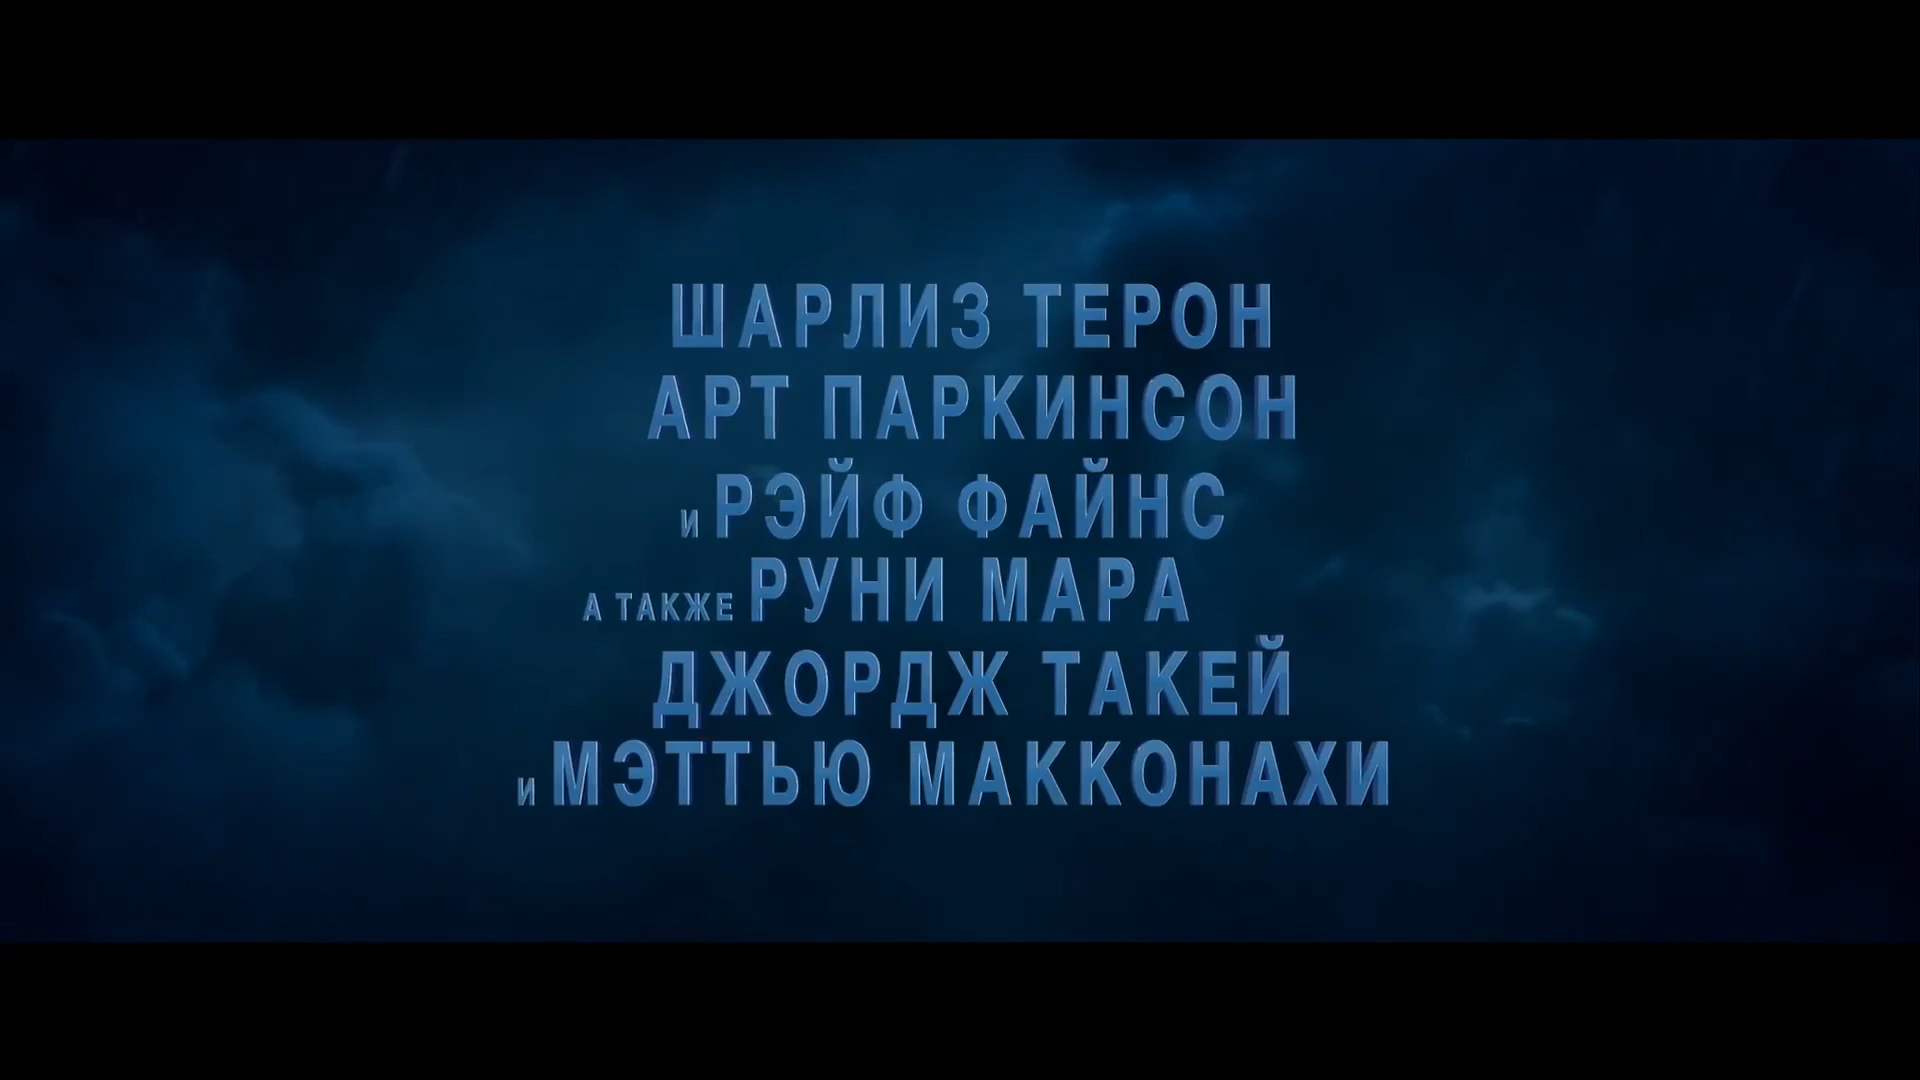 ШАРЛИЗ ТЕРОН
АРТ ПАРКИНСОН
И РЭЙФ ФАЙНС
А ТАКЖЕ РУНИ МАРА
ДЖОРДЖ ТАКЕЙ
И МЭТТЬЮ МАККОНАХИ